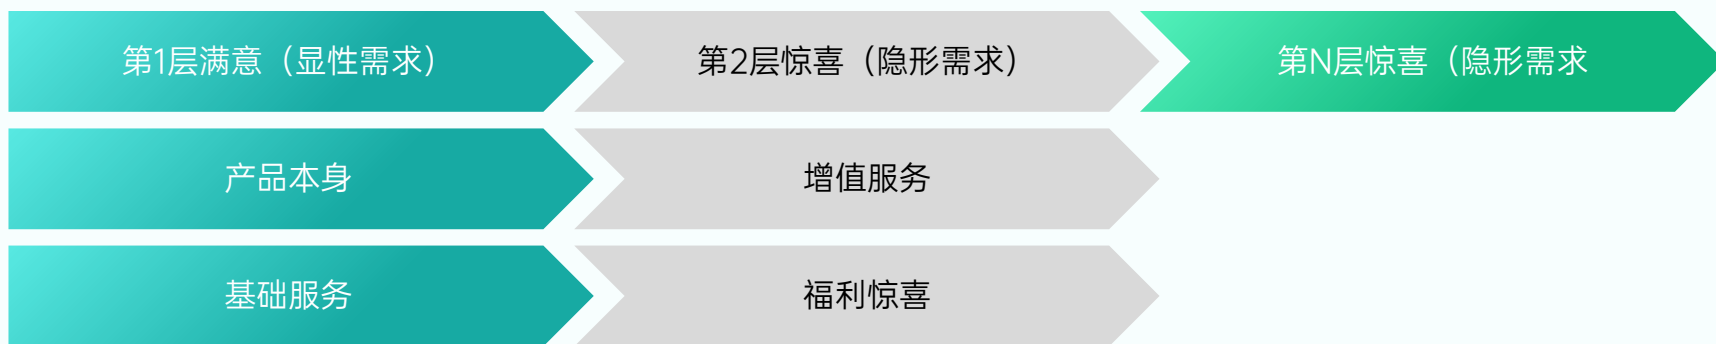 第1层满意（显性需求）
第2层惊喜（隐形需求）
第N层惊喜（隐形需求
产品本身
增值服务
基础服务
福利惊喜